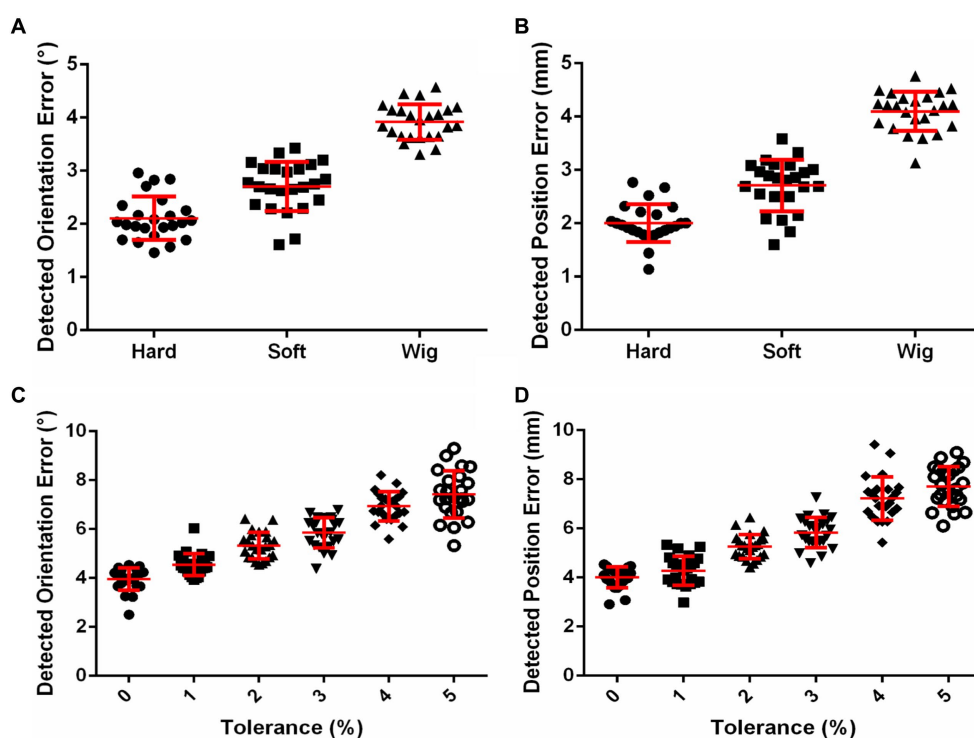 A
Detected Orientation Error (°)
5
4
3
2
1
0
Hard Soft Wig
B
Detected Position Error (mm)
5
4
3
2
1
0
Hard Soft Wig
C
Detected Orientation Error (°)
10
8
6
4
2
0
0 1 2 3 4 5
Tolerance (%)
D
Detected Position Error (mm)
10
8
6
4
2
0
0 1 2 3 4 5
Tolerance (%)